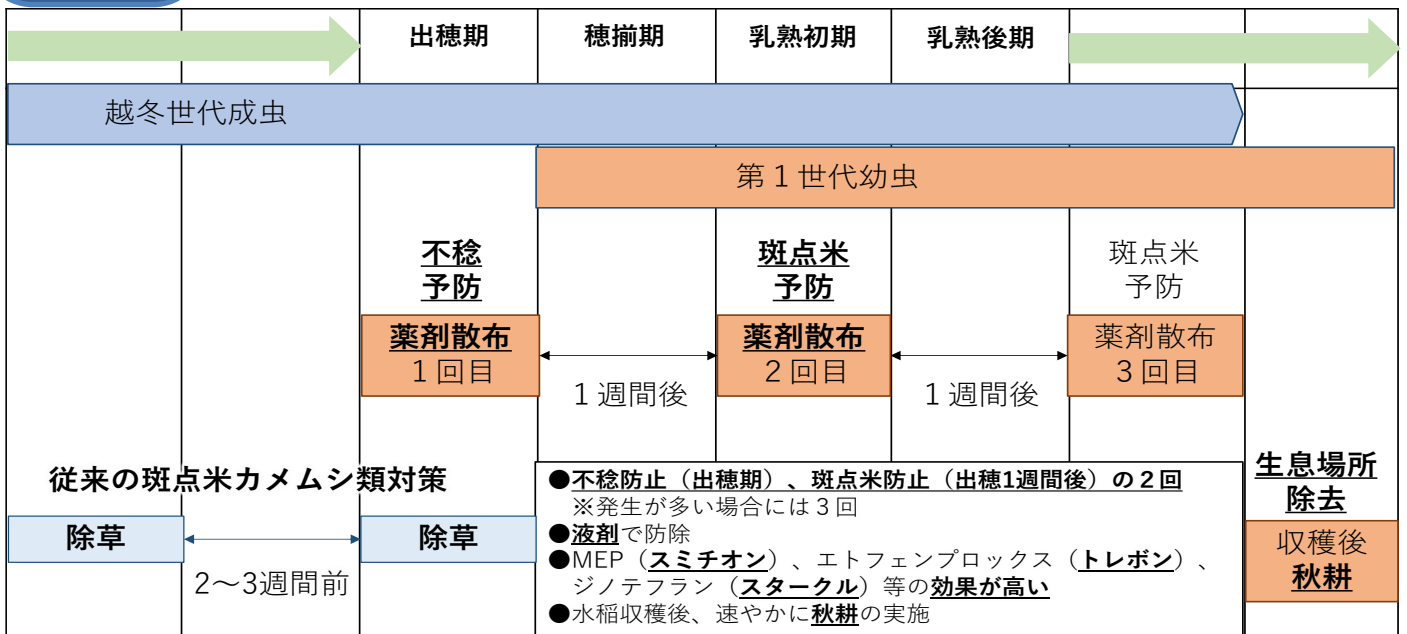 出穂期
穂揃期
乳熟初期
乳熟後期
越冬世代成虫
第１世代幼虫
不稔
予防
斑点米
予防
斑点米
予防
薬剤散布
１回目
１週間後
薬剤散布
２回目
１週間後
薬剤散布
３回目
従来の斑点米カメムシ類対策
除草
2～3週間前
除草
●不稔防止（出穂期）、斑点米防止（出穂1週間後）の２回
※発生が多い場合には３回
●液剤で防除
●MEP（スミチオン）、エトフェンプロックス（トレボン）、
ジノテフラン（スタークル）等の効果が高い
●水稲収穫後、速やかに秋耕の実施
生息場所
除去
収穫後
秋耕